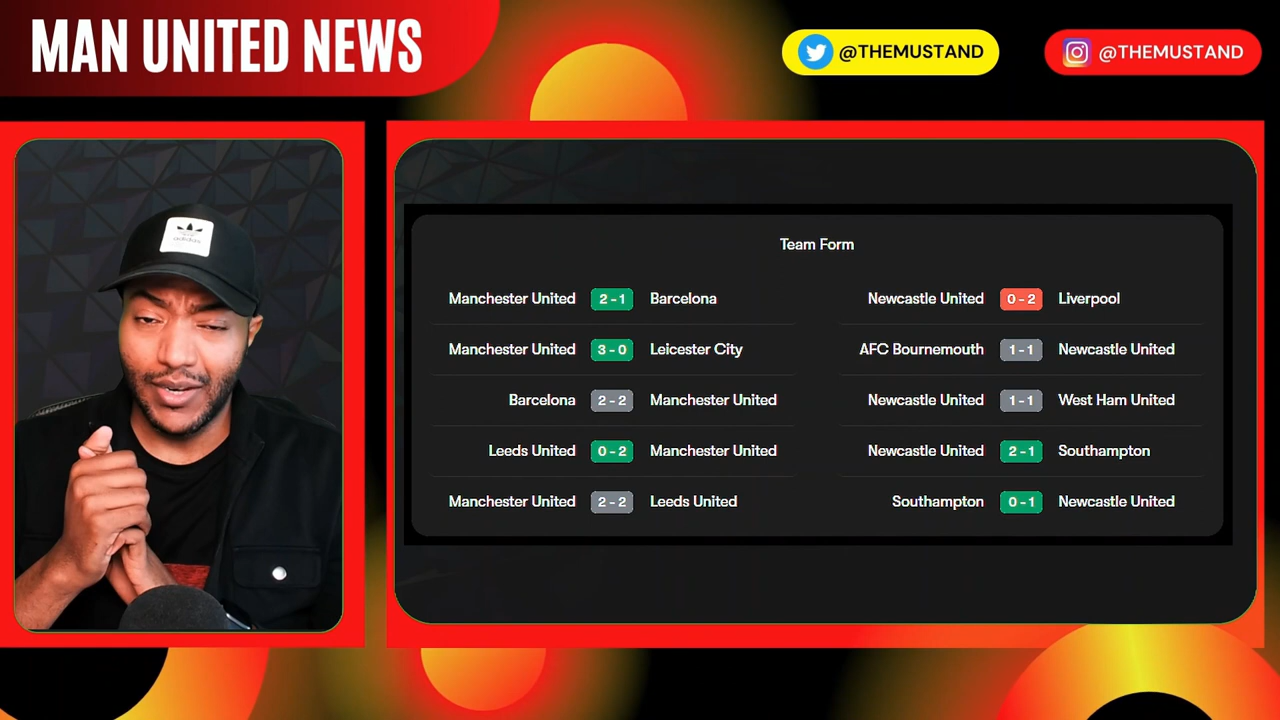 MAN UNITED NEWS
@THEMUSTAND
@THEMUSTAND
adidas
Team Form
Manchester United 2 - 1 Barcelona
Manchester United 3 - 0 Leicester City
Barcelona 2 - 2 Manchester United
Leeds United 0 - 2 Manchester United
Manchester United 2 - 2 Leeds United
Newcastle United 0 - 2 Liverpool
AFC Bournemouth 1 - 1 Newcastle United
Newcastle United 1 - 1 West Ham United
Newcastle United 2 - 1 Southampton
Southampton 0 - 1 Newcastle United